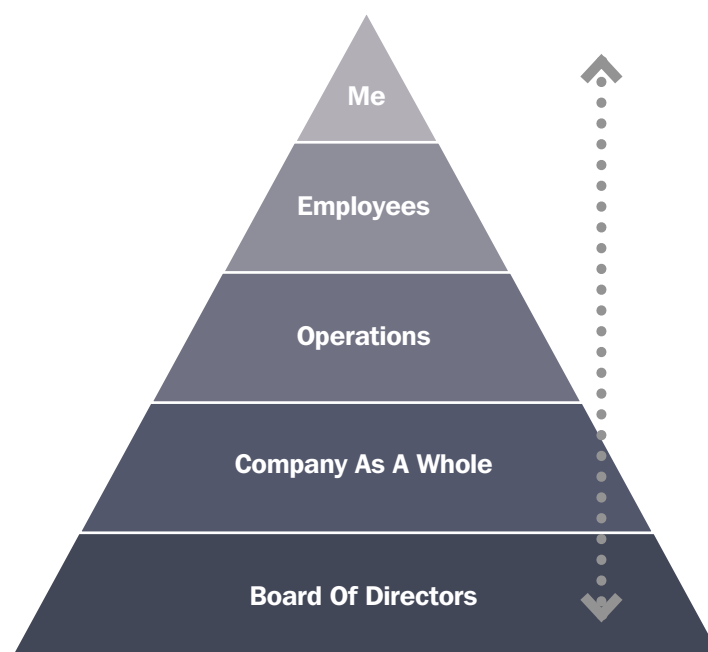 Me
Employees
Operations
Company As A Whole
Board Of Directors